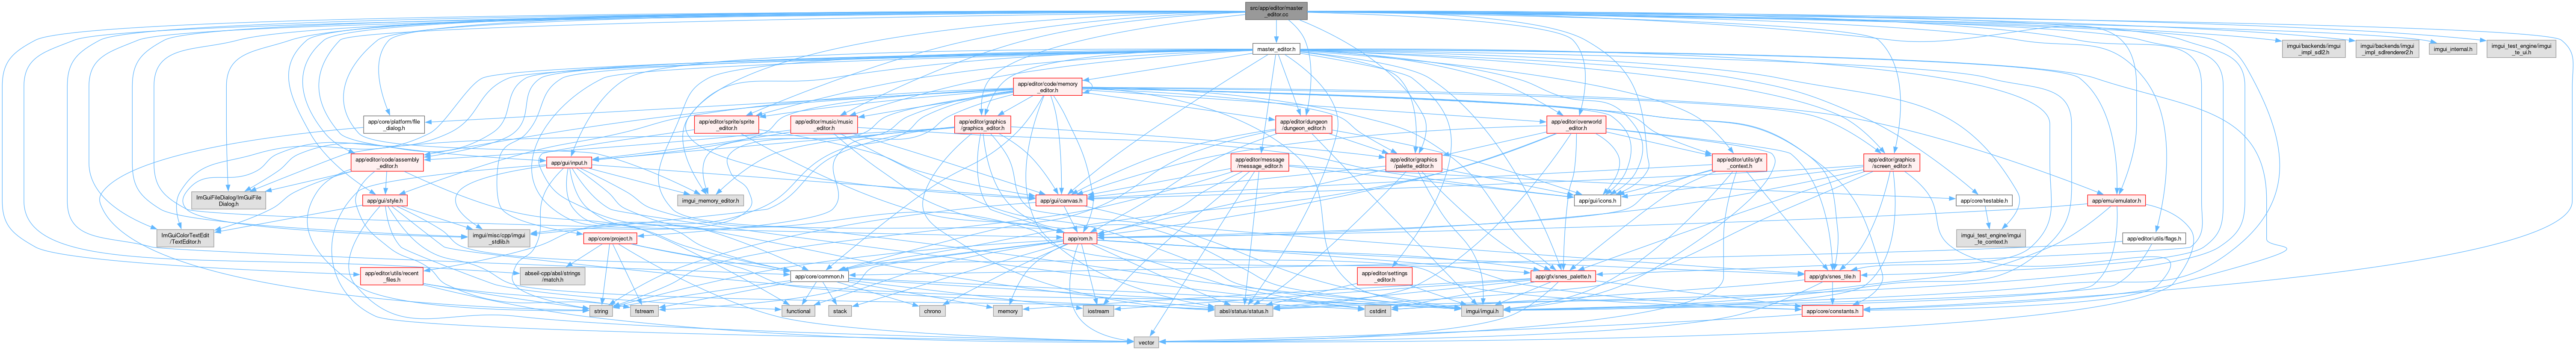 src/app/editor/master
_editor.cc
master_editor.h
imgui/backends/imgui
_impl_sdl2.h
imgui/backends/imgui
_impl_sdlrenderer2.h
imgui_internal.h
imgui_test_engine/imgui
_te_ui.h
app/editor/code/memory
_editor.h
app/core/platform/file
_dialog.h
app/editor/sprite/sprite
_editor.h
app/editor/music/music
_editor.h
app/editor/graphics
/graphics_editor.h
app/editor/dungeon
/dungeon_editor.h
app/editor/overworld
_editor.h
app/editor/code/assembly
_editor.h
app/gui/input.h
app/editor/message
/message_editor.h
app/editor/graphics
/palette_editor.h
app/editor/utils/gfx
_context.h
app/editor/graphics
/screen_editor.h
ImGuiFileDialog/ImGuiFile
Dialog.h
app/gui/style.h
imgui_memory_editor.h
app/gui/canvas.h
app/gui/icons.h
app/core/testable.h
app/emu/emulator.h
ImGuiColorTextEdit
/TextEditor.h
imgui/misc/cpp/imgui
_stdlib.h
app/core/project.h
app/rom.h
imgui_test_engine/imgui
_te_context.h
app/editor/utils/flags.h
app/editor/utils/recent
_files.h
abseil-cpp/absl/strings
/match.h
app/core/common.h
app/editor/settings
_editor.h
app/gfx/snes_palette.h
app/gfx/snes_tile.h
string
fstream
functional
stack
chrono
memory
iostream
absl/status/status.h
cstdint
imgui/imgui.h
app/core/constants.h
vector